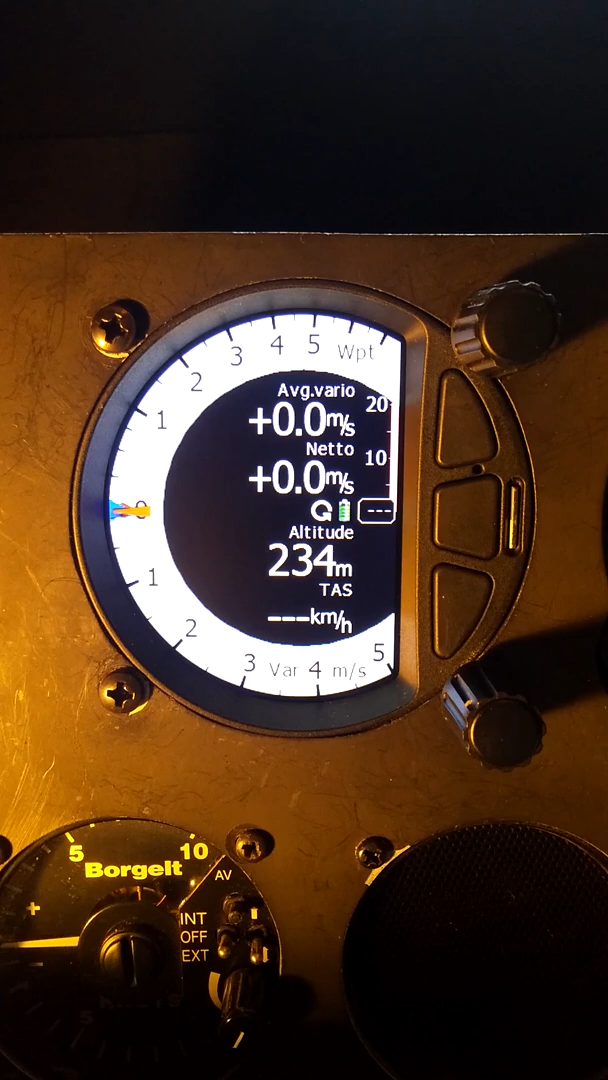 3 4 5 Wpt
2
1
Avg.vario
+0.0m/s
20
Netto
10
+0.0m/s
---
0
Altitude
234m
TAS
---km/h
1
2
3 Var 4 m/s 5
5 10
Borgelt
AV
+
INT
OFF
EXT